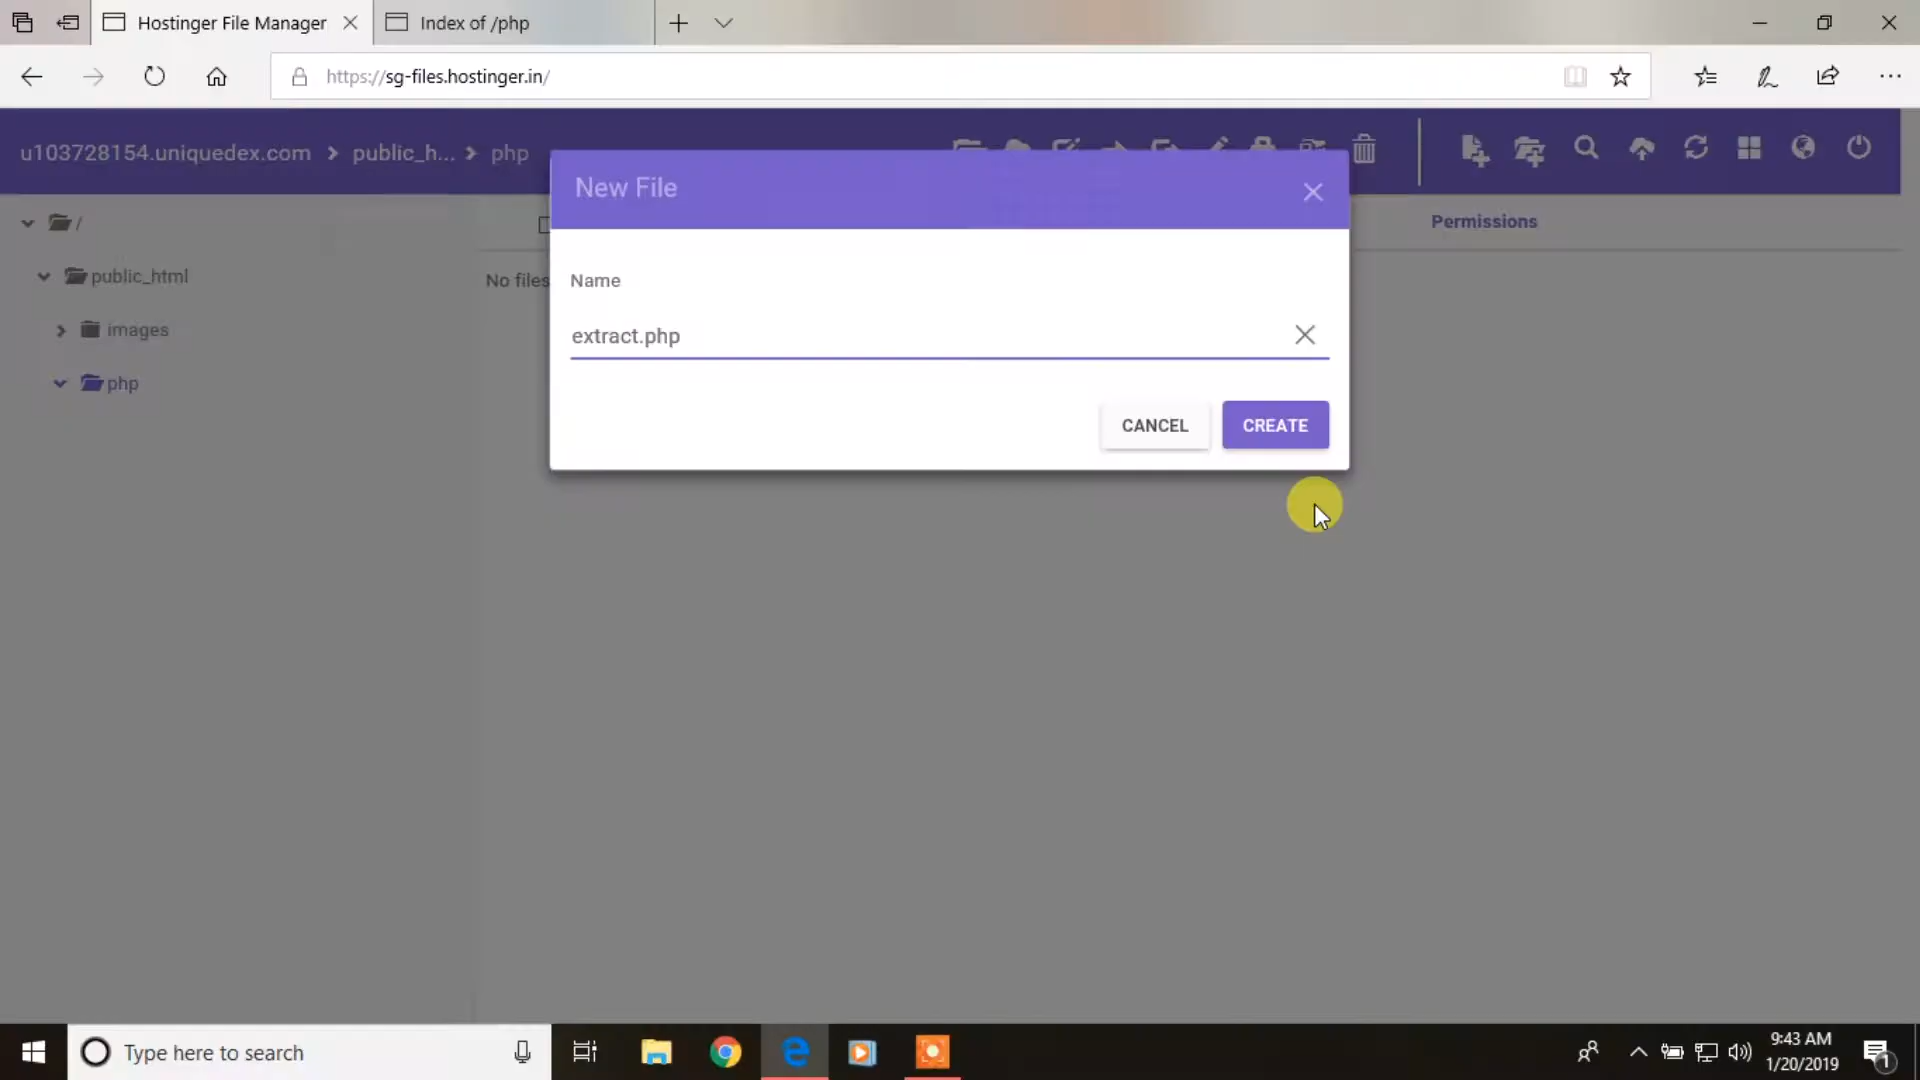 Hostinger File Manager
Index of /php
https://sg-files.hostinger.in/
u103728154.uniquedex.com > public_h... > php
New File
/
Permissions
public_html
No files
Name
images
extract.php
php
CANCEL
CREATE
Type here to search
9:43 AM
1/20/2019
1